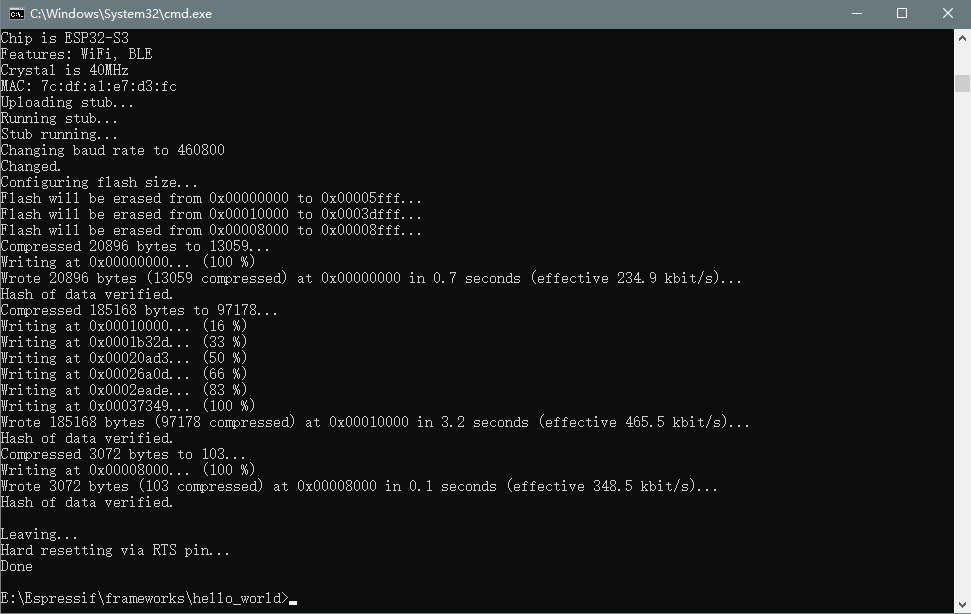 C:\Windows\System32\cmd.exe
Chip is ESP32-S3
Features: WiFi, BLE
Crystal is 40MHz
MAC: 7c:df:a1:e7:d3:fc
Uploading stub...
Running stub...
Stub running...
Changing baud rate to 460800
Changed.
Configuring flash size...
Flash will be erased from 0x00000000 to 0x00005fff...
Flash will be erased from 0x00010000 to 0x0003dfff...
Flash will be erased from 0x00008000 to 0x00008fff...
Compressed 20896 bytes to 13059...
Writing at 0x00000000... (100 %)
Wrote 20896 bytes (13059 compressed) at 0x00000000 in 0.7 seconds (effective 234.9 kbit/s)...
Hash of data verified.
Compressed 185168 bytes to 97178...
Writing at 0x00010000... (16 %)
Writing at 0x0001b32d... (33 %)
Writing at 0x00020ad3... (50 %)
Writing at 0x00026a0d... (66 %)
Writing at 0x0002eade... (83 %)
Writing at 0x00037349... (100 %)
Wrote 185168 bytes (97178 compressed) at 0x00010000 in 3.2 seconds (effective 465.5 kbit/s)...
Hash of data verified.
Compressed 3072 bytes to 103...
Writing at 0x00008000... (100 %)
Wrote 3072 bytes (103 compressed) at 0x00008000 in 0.1 seconds (effective 348.5 kbit/s)...
Hash of data verified.
Leaving...
Hard resetting via RTS pin...
Done
E:\Espressif\frameworks\hello_world>